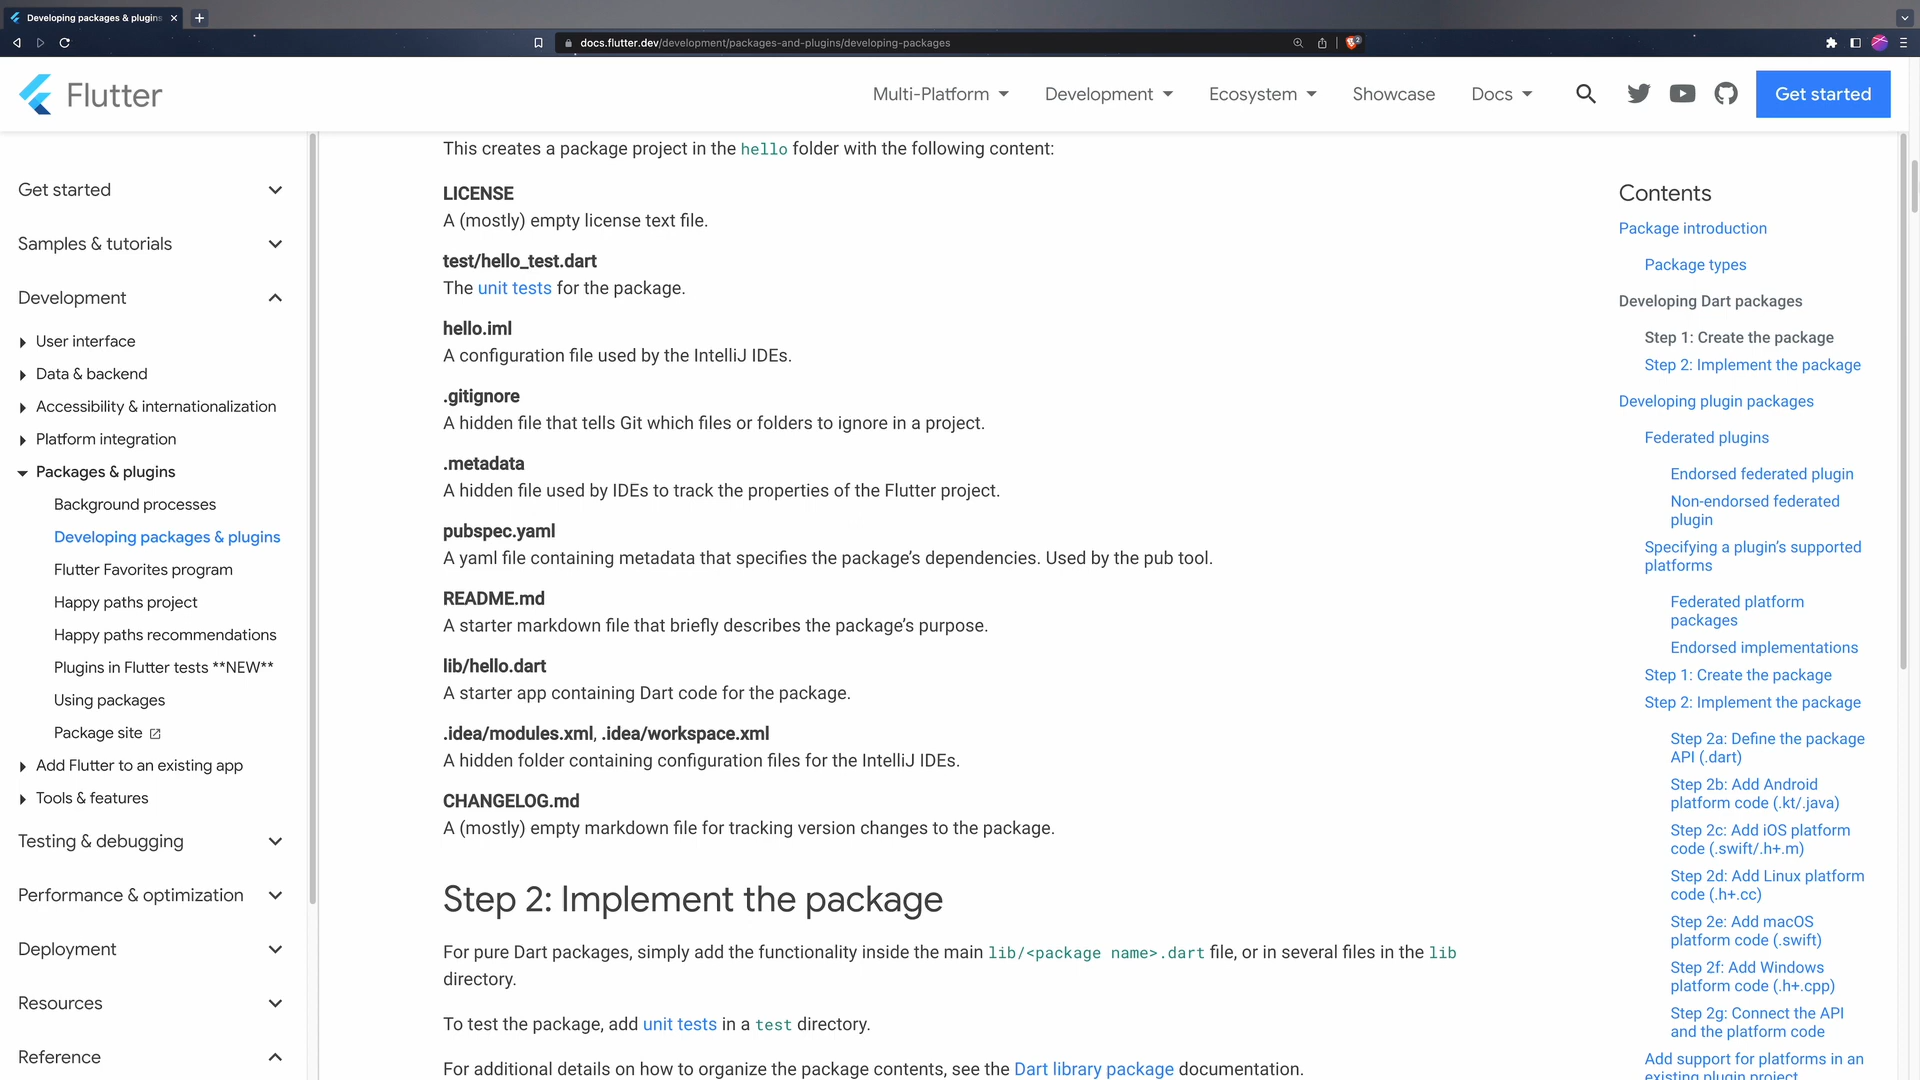 Developing packages & plugins
docs.flutter.dev/development/packages-and-plugins/developing-packages
2
Flutter
Multi-Platform
Development
Ecosystem
Showcase
Docs
Get started
Get started
Samples & tutorials
Development
User interface
Data & backend
Accessibility & internationalization
Platform integration
Packages & plugins
Background processes
Developing packages & plugins
Flutter Favorites program
Happy paths project
Happy paths recommendations
Plugins in Flutter tests **NEW**
Using packages
Package site
Add Flutter to an existing app
Tools & features
Testing & debugging
Performance & optimization
Deployment
Resources
Reference
This creates a package project in the hello folder with the following content:
LICENSE
A (mostly) empty license text file.
test/hello_test.dart
The unit tests for the package.
hello.iml
A configuration file used by the IntelliJ IDEs.
.gitignore
A hidden file that tells Git which files or folders to ignore in a project.
.metadata
A hidden file used by IDEs to track the properties of the Flutter project.
pubspec.yaml
A yaml file containing metadata that specifies the package’s dependencies. Used by the pub tool.
README.md
A starter markdown file that briefly describes the package’s purpose.
lib/hello.dart
A starter app containing Dart code for the package.
.idea/modules.xml, .idea/workspace.xml
A hidden folder containing configuration files for the IntelliJ IDEs.
CHANGELOG.md
A (mostly) empty markdown file for tracking version changes to the package.
Step 2: Implement the package
For pure Dart packages, simply add the functionality inside the main lib/<package name>.dart file, or in several files in the lib
directory.
To test the package, add unit tests in a test directory.
For additional details on how to organize the package contents, see the Dart library package documentation.
Contents
Package introduction
Package types
Developing Dart packages
Step 1: Create the package
Step 2: Implement the package
Developing plugin packages
Federated plugins
Endorsed federated plugin
Non-endorsed federated
plugin
Specifying a plugin’s supported
platforms
Federated platform
packages
Endorsed implementations
Step 1: Create the package
Step 2: Implement the package
Step 2a: Define the package
API (.dart)
Step 2b: Add Android
platform code (.kt/.java)
Step 2c: Add iOS platform
code (.swift/.h+.m)
Step 2d: Add Linux platform
code (.h+.cc)
Step 2e: Add macOS
platform code (.swift)
Step 2f: Add Windows
platform code (.h+.cpp)
Step 2g: Connect the API
and the platform code
Add support for platforms in an
existing plugin project